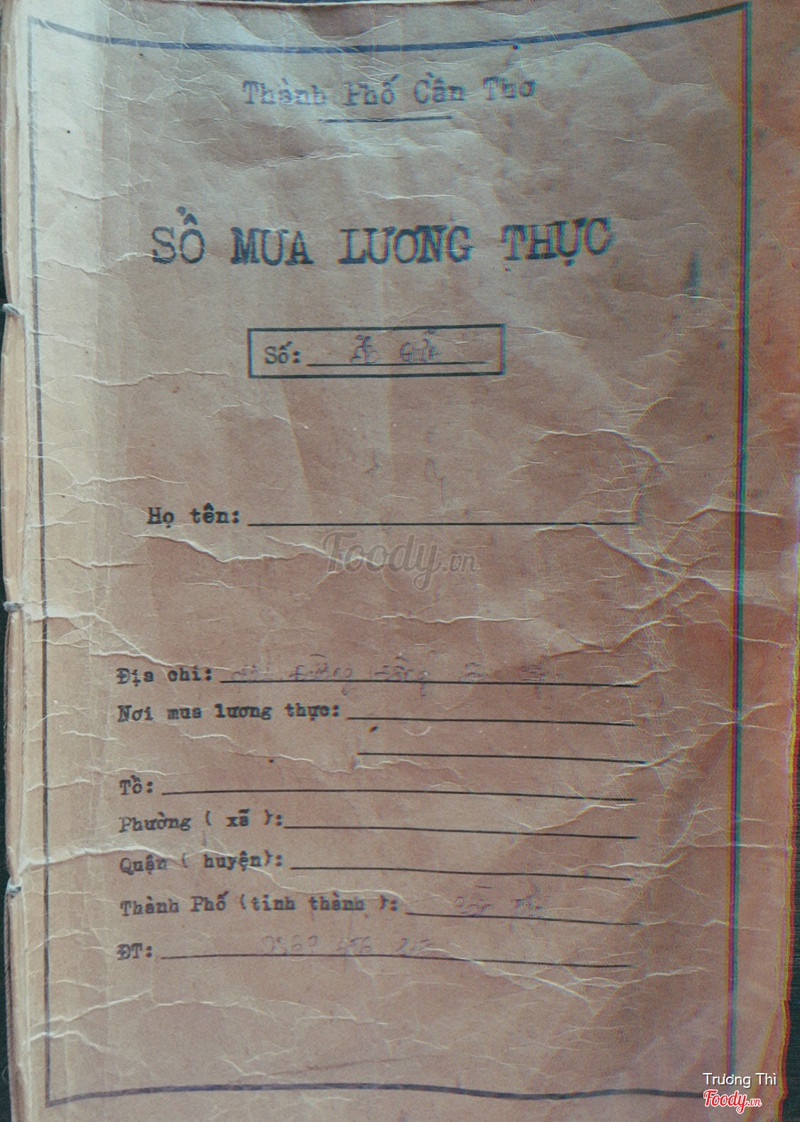 Thành Phố Cần Thơ
SỔ MUA LƯƠNG THỰC
Số:
Họ tên:
Foody.vn
Địa chỉ:
Nơi mua lương thực:
Tổ:
Phường ( xã ):
Quận ( huyện):
Thành Phố (tỉnh thành ):
ĐT:
Trương Thi
Foody.vn